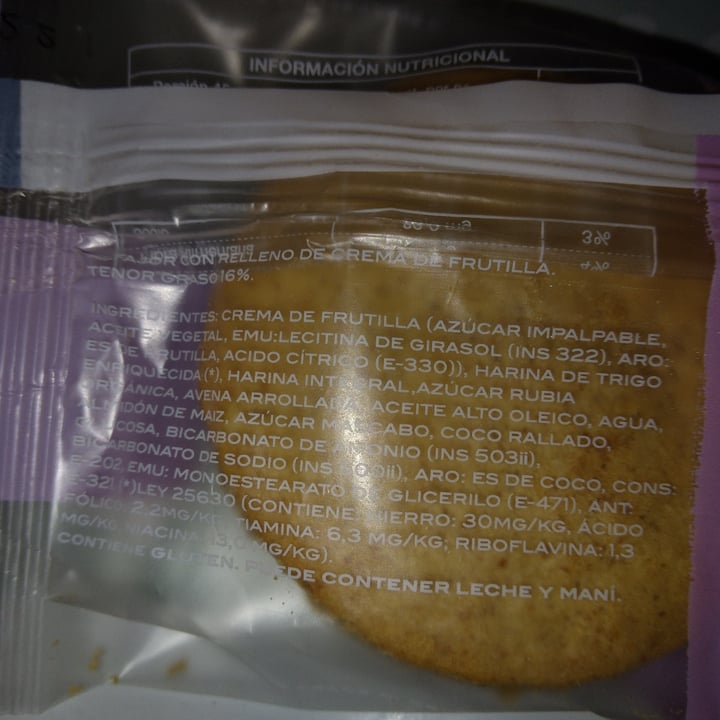 INFORMACIÓN NUTRICIONAL
Porción
3%
FAJOR CON RELLENO DE CREMA DE FRUTILLA.
TENOR GRASO 16%.
INGREDIENTES: CREMA DE FRUTILLA (AZÚCAR IMPALPABLE,
ACEITE VEGETAL, EMU:LECITINA DE GIRASOL (INS 322), ARO:
ES DE FRUTILLA, ACIDO CÍTRICO (E-330)), HARINA DE TRIGO
ENRIQUECIDA (*), HARINA INTEGRAL,AZÚCAR RUBIA
ORGÁNICA, AVENA ARROLLADA, ACEITE ALTO OLEICO, AGUA,
ALMIDÓN DE MAIZ, AZÚCAR MASCABO, COCO RALLADO,
GLUCOSA, BICARBONATO DE AMONIO (INS 503ii),
BICARBONATO DE SODIO (INS 500ii), ARO: ES DE COCO, CONS:
E-202, EMU: MONOESTEARATO DE GLICERILO (E-471), ANT:
E-321 (*)LEY 25630 (CONTIENE HIERRO: 30MG/KG, ÁCIDO
FÓLICO: 2,2MG/KG, TIAMINA: 6,3 MG/KG; RIBOFLAVINA: 1,3
MG/KG, NIACINA 13,0 MG/KG).
CONTIENE GLUTEN. PUEDE CONTENER LECHE Y MANÍ.